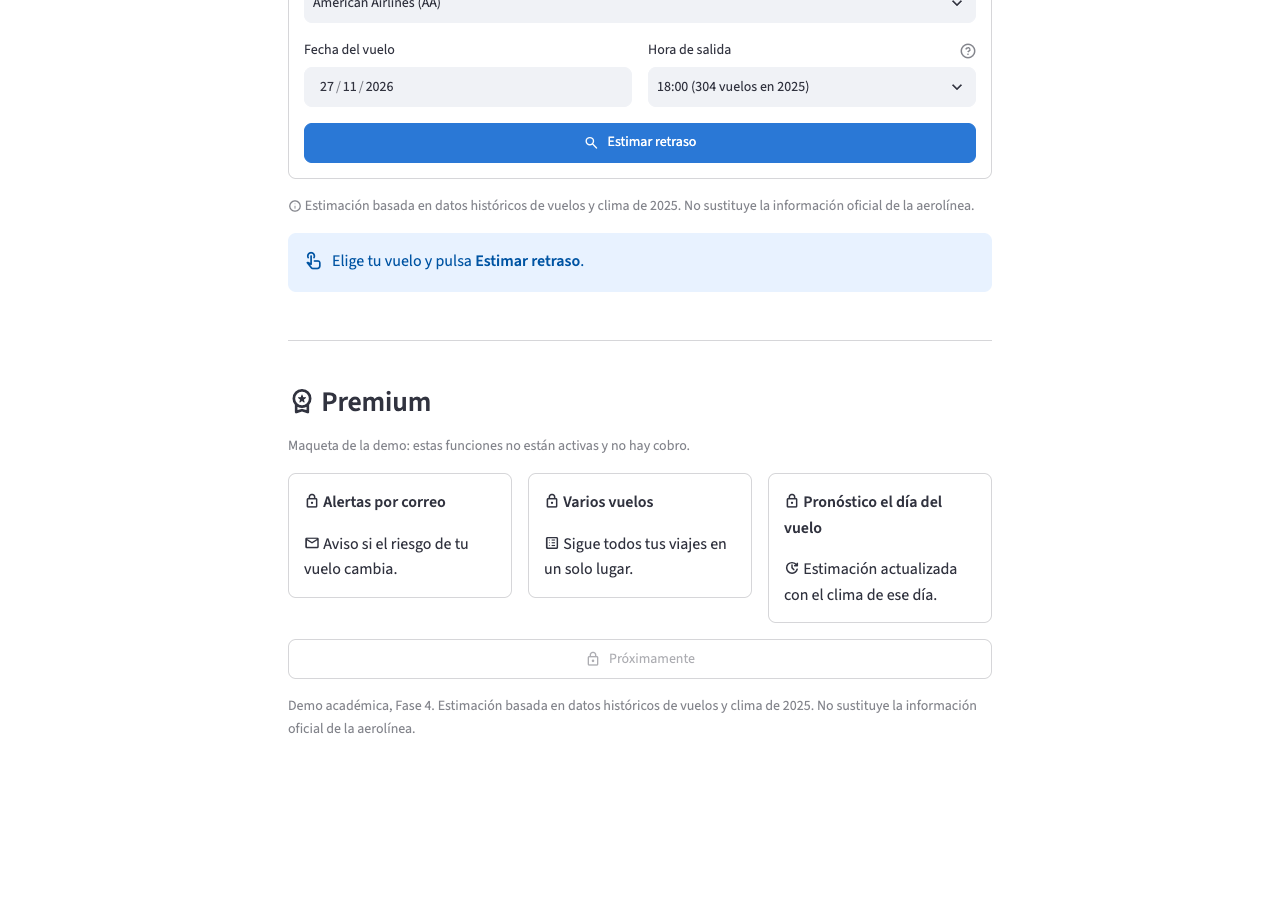 American Airlines (AA)
Fecha del vuelo
Hora de salida
27 / 11 / 2026
18:00 (304 vuelos en 2025)
Estimar retraso
Estimación basada en datos históricos de vuelos y clima de 2025. No sustituye la información oficial de la aerolínea.
Elige tu vuelo y pulsa Estimar retraso.
Premium
Maqueta de la demo: estas funciones no están activas y no hay cobro.
Alertas por correo
Aviso si el riesgo de tu
vuelo cambia.
Varios vuelos
Sigue todos tus viajes en
un solo lugar.
Pronóstico el día del
vuelo
Estimación actualizada
con el clima de ese día.
Próximamente
Demo académica, Fase 4. Estimación basada en datos históricos de vuelos y clima de 2025. No sustituye la información
oficial de la aerolínea.